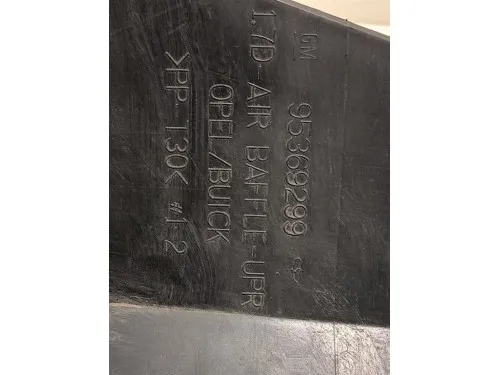 GM 95369299
1.7D-AIR BAFFLE-UPR
OPEL/BUICK
>PP T30< #1-2